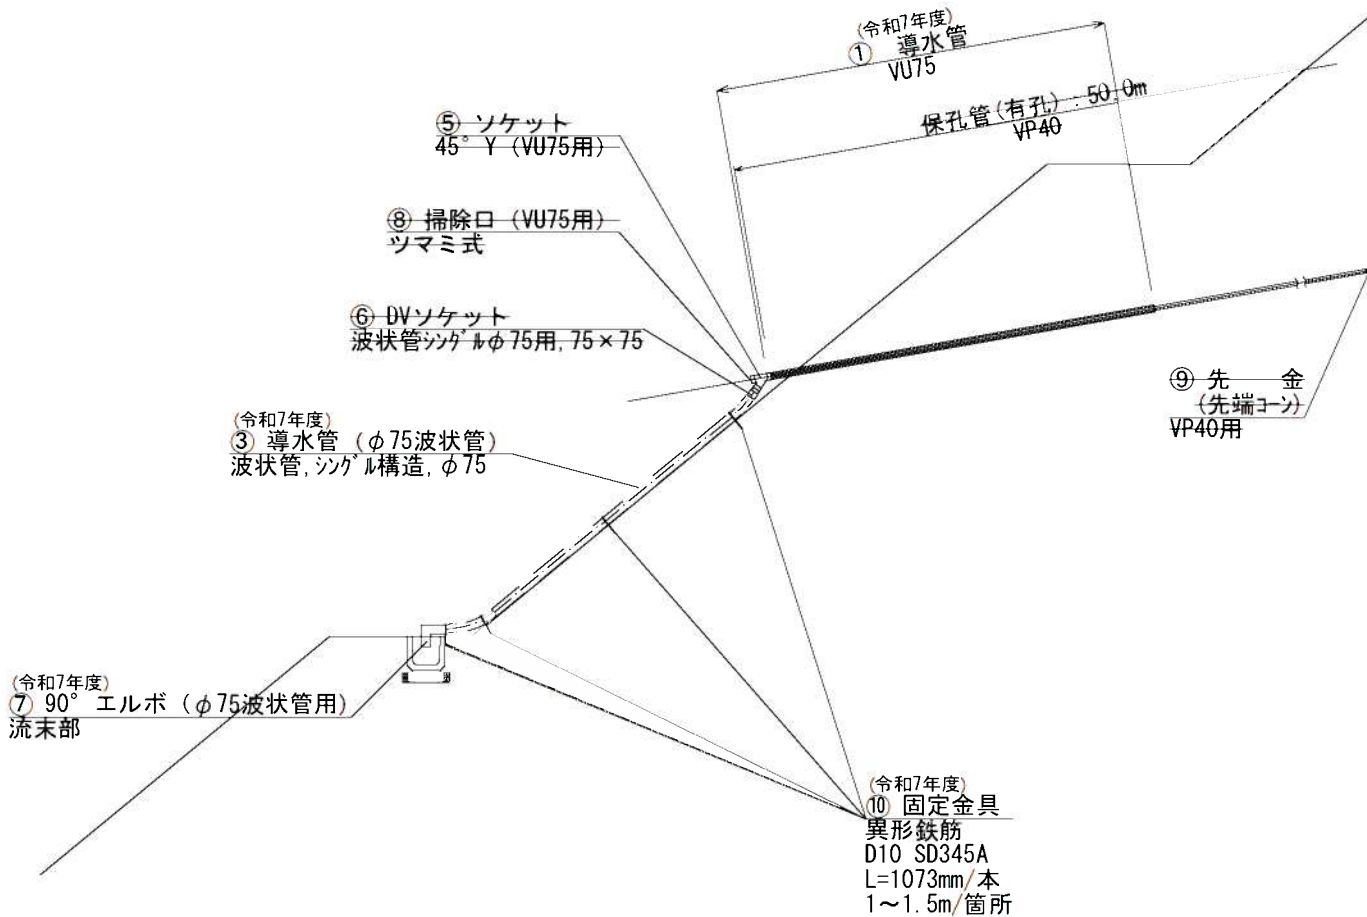 (令和7年度)
① 導水管
VU75
保孔管(有孔) : 50.0m
VP40
⑤ ソケット
45° Y (VU75用)
⑧ 掃除口 (VU75用)
ツマミ式
⑥ DVソケット
波状管シングルφ75用, 75×75
(令和7年度)
③ 導水管 (φ75波状管)
波状管, シングル構造, φ75
⑨ 先 金
(先端コーン)
VP40用
(令和7年度)
⑦ 90° エルボ (φ75波状管用)
流末部
(令和7年度)
⑩ 固定金具
異形鉄筋
D10 SD345A
L=1073mm/本
1～1.5m/箇所